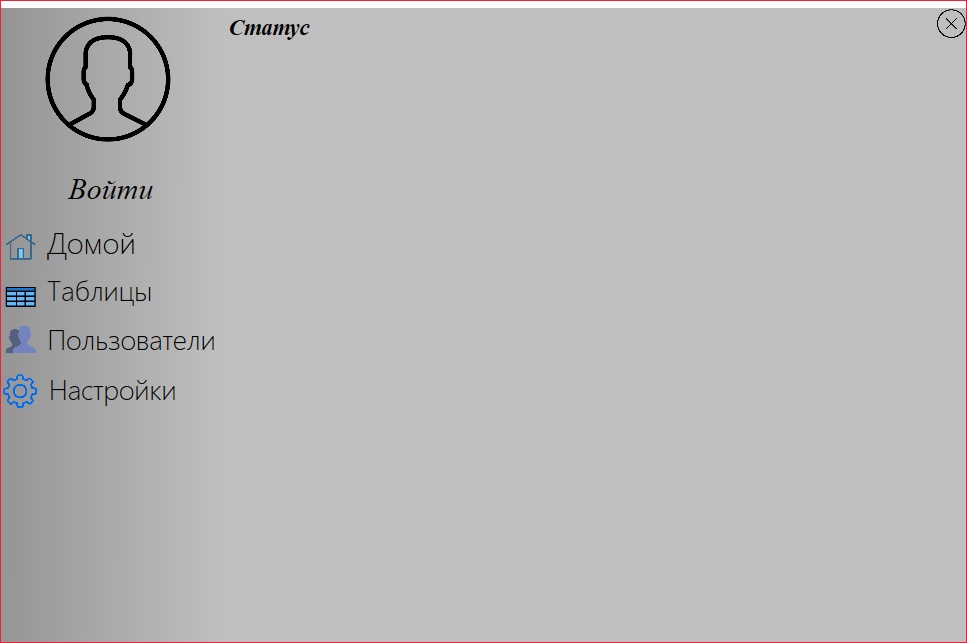 Статус
Войти
Домой
Таблицы
Пользователи
Настройки